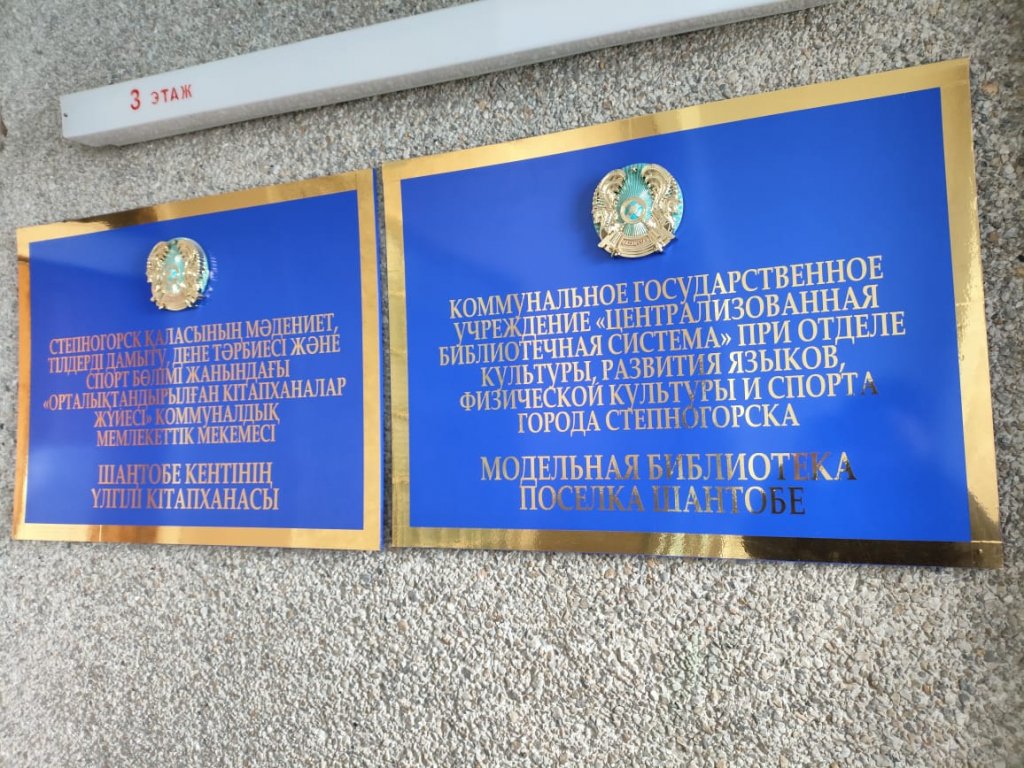 3 ЭТАЖ
СТЕПНОГОРСК ҚАЛАСЫНЫҢ МӘДЕНИЕТ,
ТІЛДЕРДІ ДАМЫТУ, ДЕНЕ ТӘРБИЕСІ ЖӘНЕ
СПОРТ БӨЛІМІ ЖАНЫНДАҒЫ
«ОРТАЛЫҚТАНДЫРЫЛҒАН КІТАПХАНАЛАР
ЖҮЙЕСІ» КОММУНАЛДЫҚ
МЕМЛЕКЕТТІК МЕКЕМЕСІ
ШАҢТӨБЕ КЕНТІНІҢ
ҮЛГІЛІ КІТАПХАНАСЫ
КОММУНАЛЬНОЕ ГОСУДАРСТВЕННОЕ
УЧРЕЖДЕНИЕ «ЦЕНТРАЛИЗОВАННАЯ
БИБЛИОТЕЧНАЯ СИСТЕМА» ПРИ ОТДЕЛЕ
КУЛЬТУРЫ, РАЗВИТИЯ ЯЗЫКОВ,
ФИЗИЧЕСКОЙ КУЛЬТУРЫ И СПОРТА
ГОРОДА СТЕПНОГОРСКА
МОДЕЛЬНАЯ БИБЛИОТЕКА
ПОСЕЛКА ШАНТОБЕ